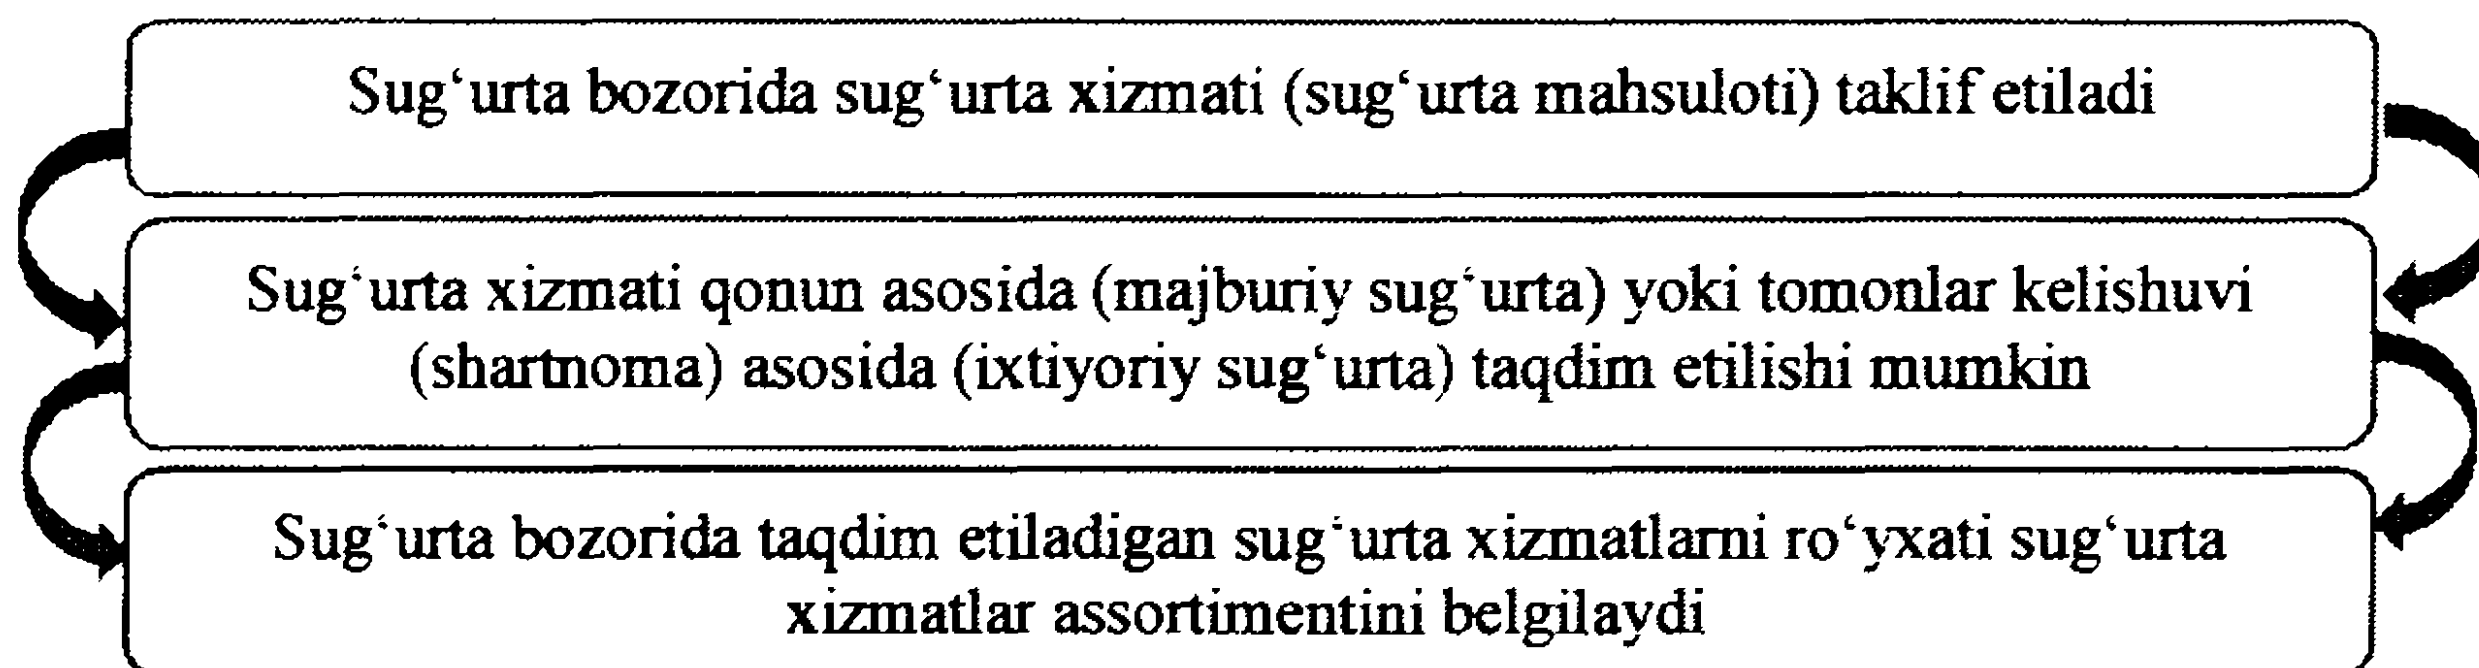 Sug‘urta bozorida sug‘urta xizmati (sug‘urta mahsuloti) taklif etiladi
Sug‘urta xizmati qonun asosida (majburiy sug‘urta) yoki tomonlar kelishuvi
(shartnoma) asosida (ixtiyoriy sug‘urta) taqdim etilishi mumkin
Sug‘urta bozorida taqdim etiladigan sug‘urta xizmatlarni ro‘yxati sug‘urta
xizmatlar assortimentini belgilaydi